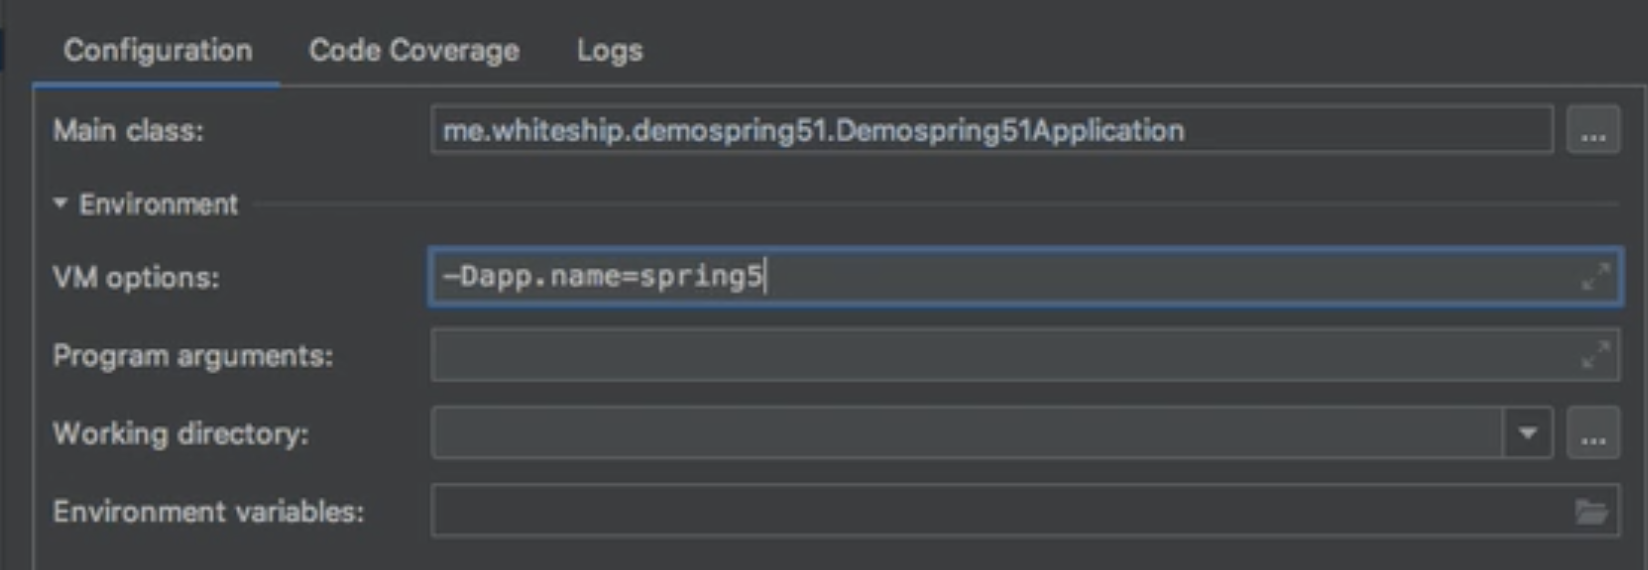 Configuration Code Coverage Logs
Main class: me.whiteship.demospring51.Demospring51Application ...
Environment
VM options: –Dapp.name=spring5
Program arguments:
Working directory: ...
Environment variables: